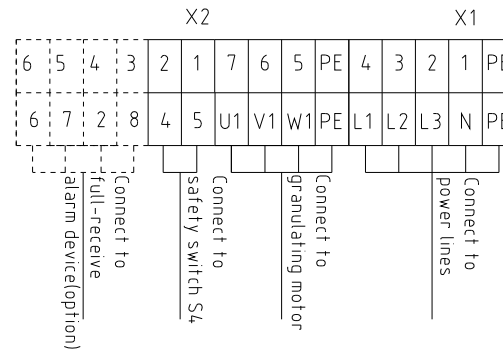 X2 X1
6 5 4 3 2 1 7 6 5 PE 4 3 2 1 PE
6 7 2 8 4 5 U1 V1 W1 PE L1 L2 L3 N PE
Connect to
full-receive
alarm device(option)
Connect to
safety switch S4
Connect to
granulating motor
Connect to
power lines